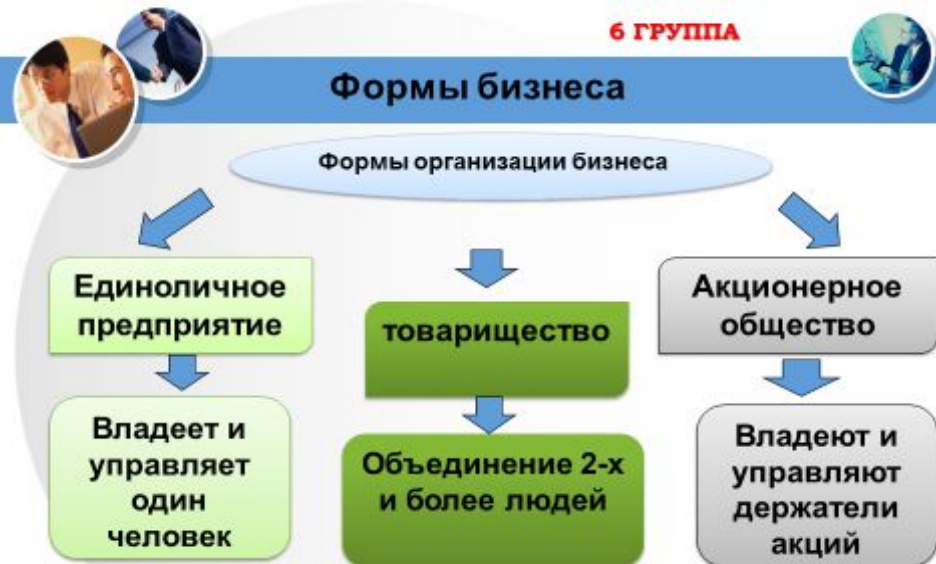 6 ГРУППА
Формы бизнеса
Формы организации бизнеса
Единоличное
предприятие
товарищество
Акционерное
общество
Владеет и
управляет
один
человек
Объединение 2-х
и более людей
Владеют и
управляют
держатели
акций